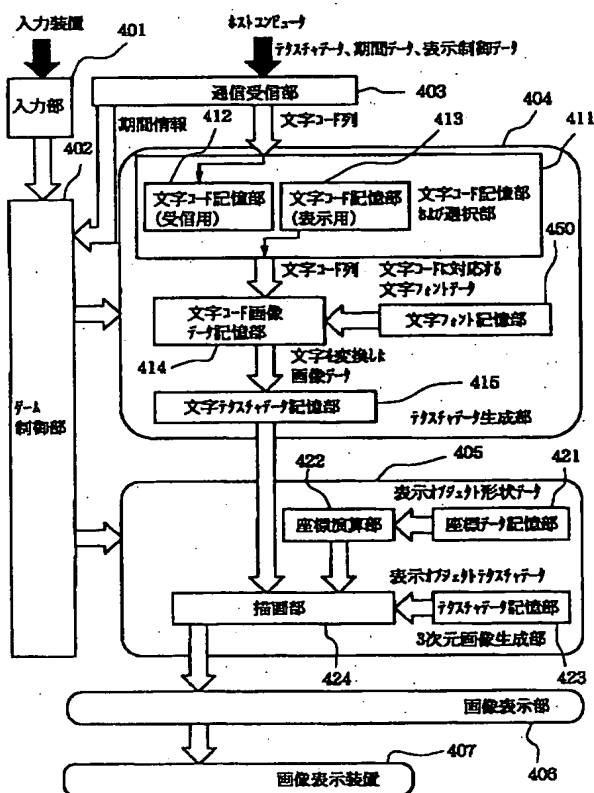 入力装置
401
ホストコンピュータ
テクスチャデータ、期間データ、表示制御データ
入力部
通信受信部
403
期間情報
402
412
文字コード列
413
404
411
文字コード記憶部
(受信用)
文字コード記憶部
(表示用)
文字コード記憶部
および選択部
文字コード列
文字コードに対応する
文字フォントデータ
450
文字コード画像
データ記憶部
文字フォント記憶部
414
文字を変換した
画像データ
415
文字テクスチャデータ記憶部
テクスチャデータ生成部
ゲーム
制御部
405
422
421
表示オブジェクト形状データ
座標演算部
座標データ記憶部
表示オブジェクトテクスチャデータ
描画部
テクスチャデータ記憶部
3次元画像生成部
424
423
画像表示部
406
407
画像表示装置